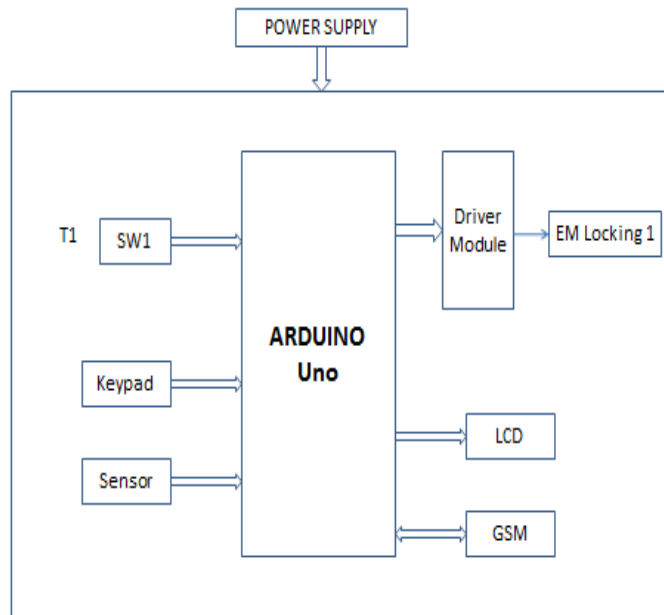 POWER SUPPLY
T1
SW1
Keypad
Sensor
ARDUINO
Uno
Driver
Module
EM Locking 1
LCD
GSM